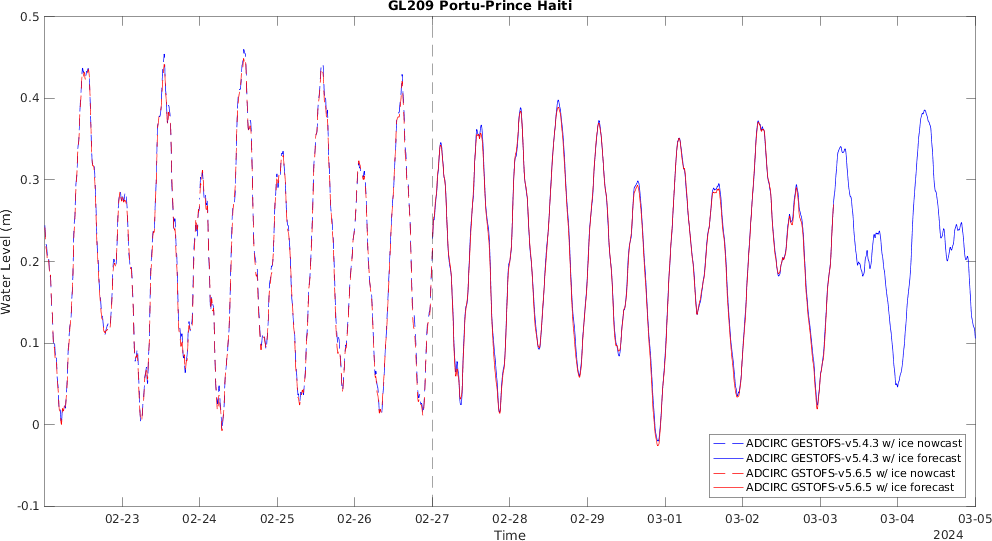 GL209 Portu-Prince Haiti
0.5
0.4
0.3
0.2
0.1
0
-0.1
Water Level (m)
ADCIRC GESTOFS-v5.4.3 w/ ice nowcast
ADCIRC GESTOFS-v5.4.3 w/ ice forecast
ADCIRC GSTOFS-v5.6.5 w/ ice nowcast
ADCIRC GSTOFS-v5.6.5 w/ ice forecast
02-23 02-24 02-25 02-26 02-27 02-28 02-29 03-01 03-02 03-03 03-04 03-05
Time
2024